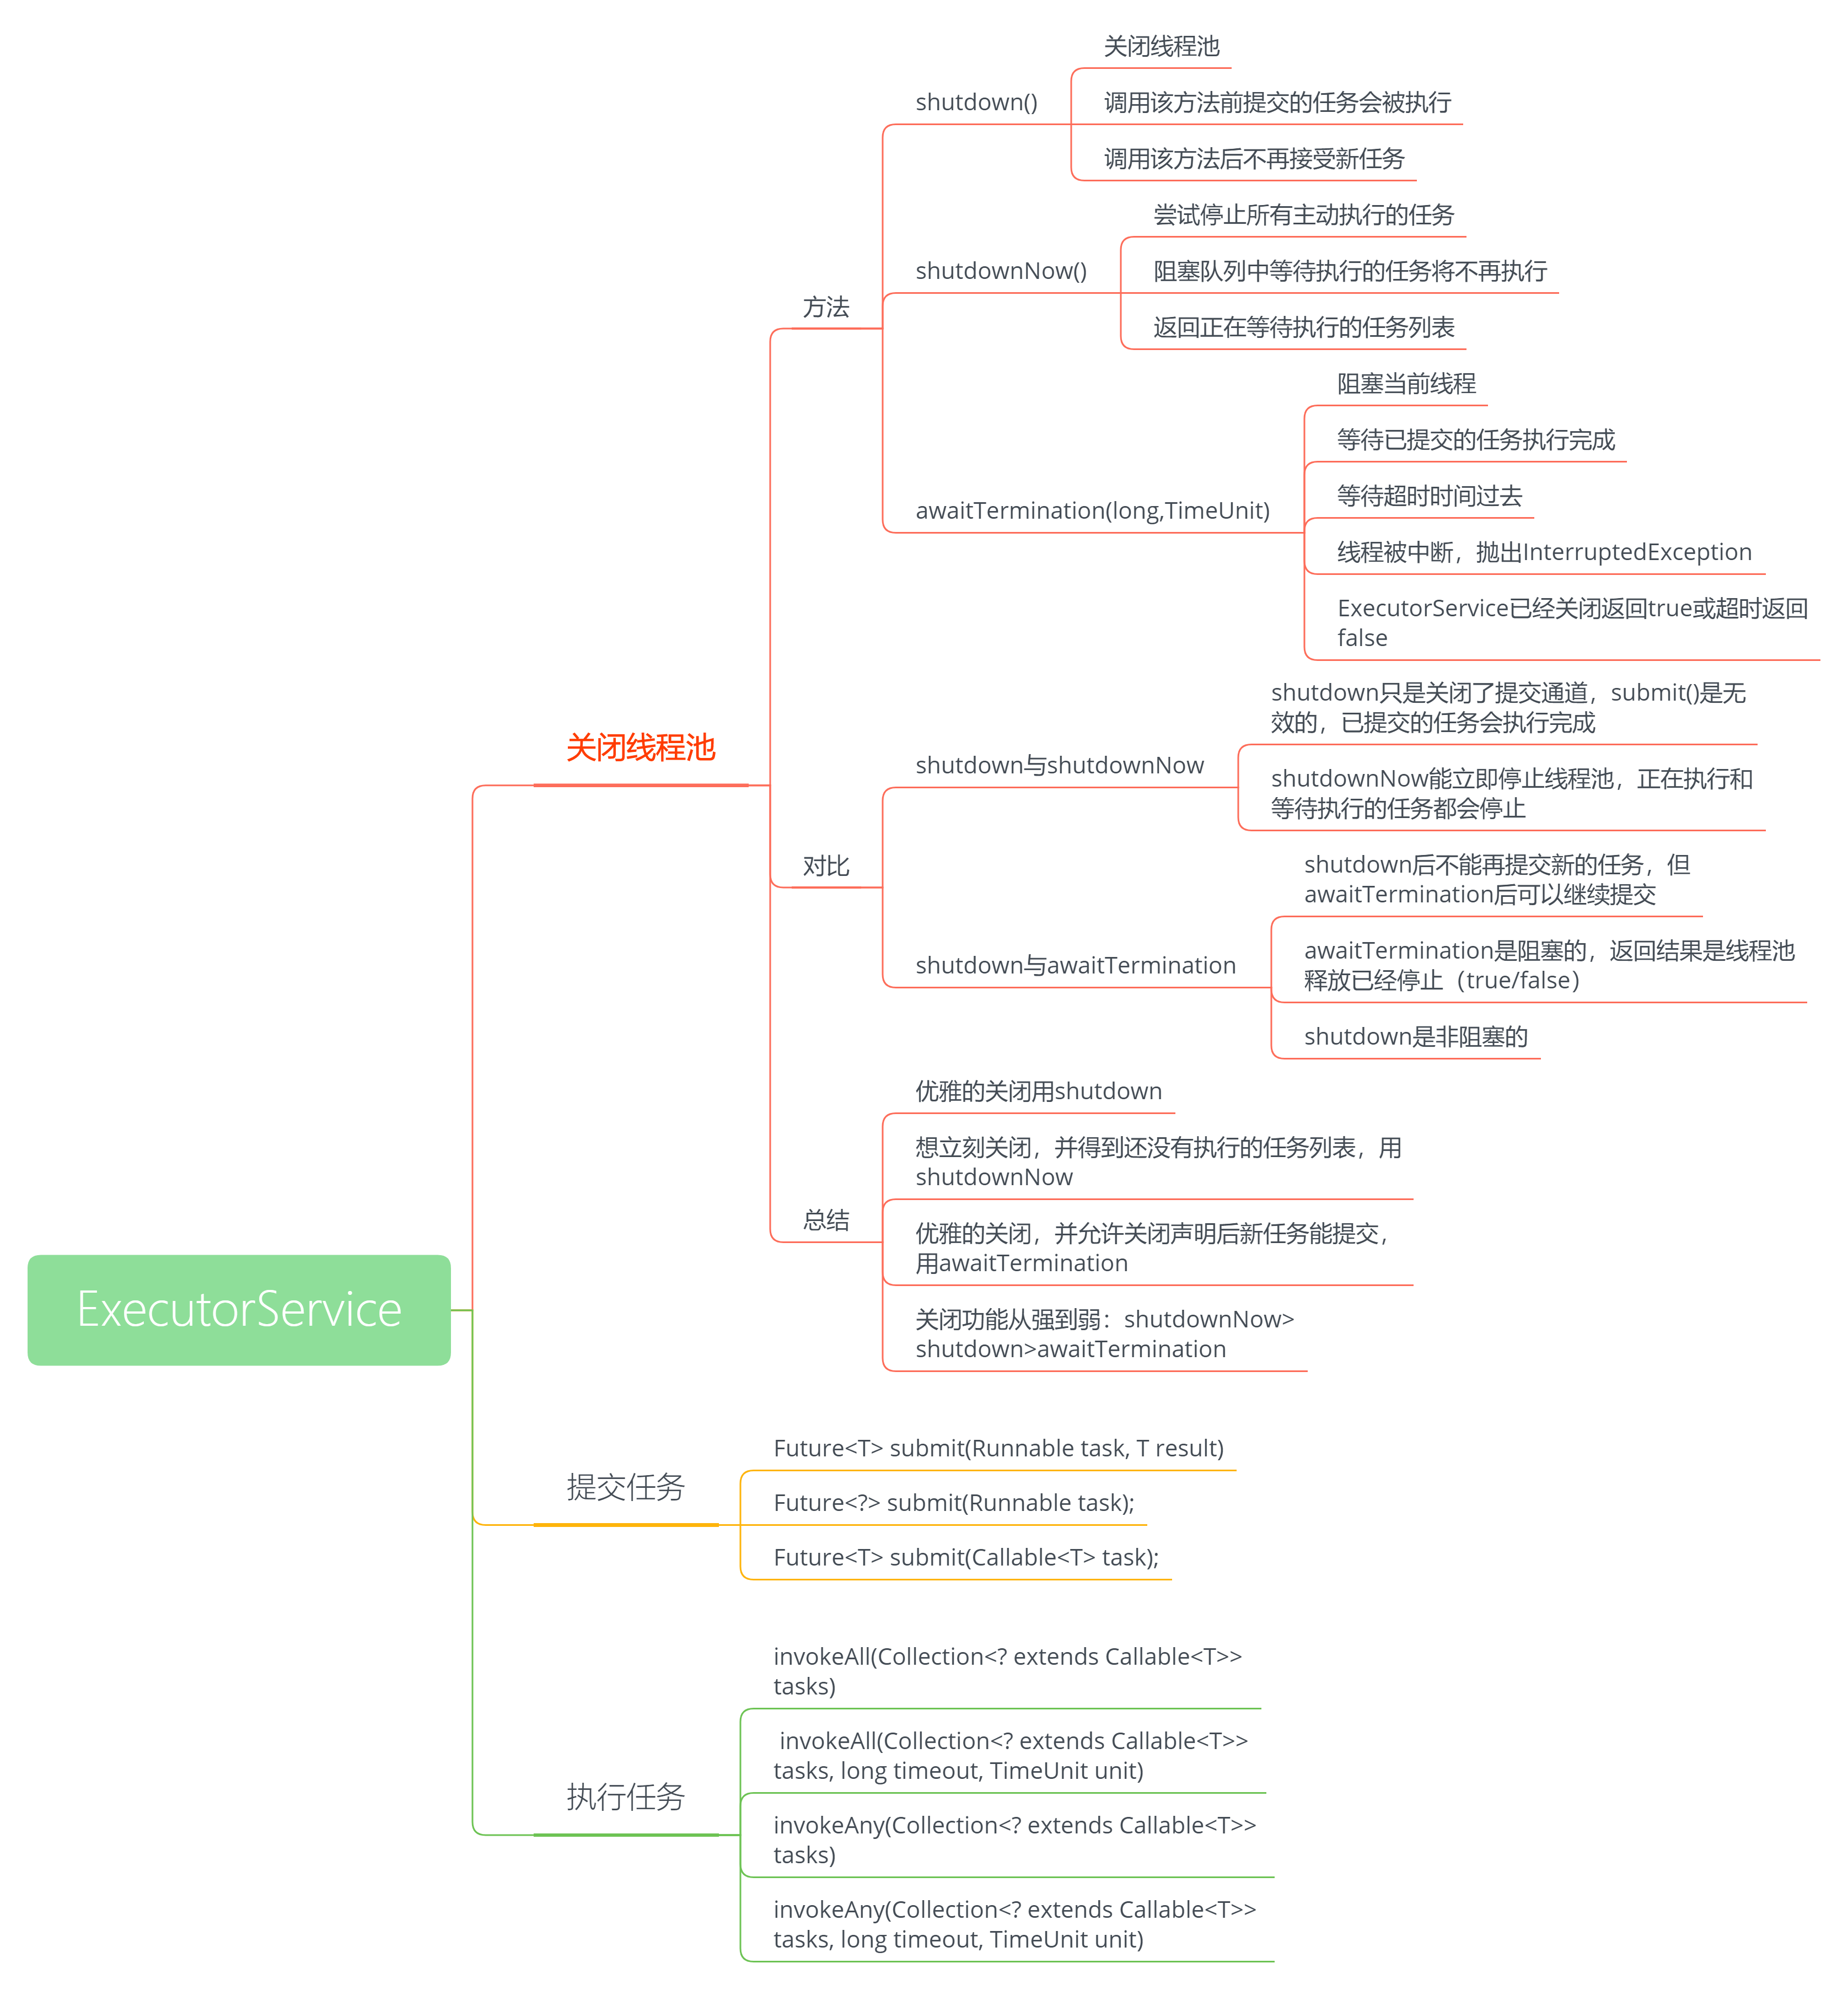 ExecutorService
关闭线程池
方法
shutdown()
关闭线程池
调用该方法前提交的任务会被执行
调用该方法后不再接受新任务
shutdownNow()
尝试停止所有主动执行的任务
阻塞队列中等待执行的任务将不再执行
返回正在等待执行的任务列表
awaitTermination(long,TimeUnit)
阻塞当前线程
等待已提交的任务执行完成
等待超时时间过去
线程被中断，抛出InterruptedException
ExecutorService已经关闭返回true或超时返回
false
对比
shutdown与shutdownNow
shutdown只是关闭了提交通道，submit()是无
效的，已提交的任务会执行完成
shutdownNow能立即停止线程池，正在执行和
等待执行的任务都会停止
shutdown与awaitTermination
shutdown后不能再提交新的任务，但
awaitTermination后可以继续提交
awaitTermination是阻塞的，返回结果是线程池
释放已经停止（true/false）
shutdown是非阻塞的
总结
优雅的关闭用shutdown
想立刻关闭，并得到还没有执行的任务列表，用
shutdownNow
优雅的关闭，并允许关闭声明后新任务能提交，
用awaitTermination
关闭功能从强到弱：shutdownNow>
shutdown>awaitTermination
提交任务
Future<T> submit(Runnable task, T result)
Future<?> submit(Runnable task);
Future<T> submit(Callable<T> task);
执行任务
invokeAll(Collection<? extends Callable<T>>
tasks)
invokeAll(Collection<? extends Callable<T>>
tasks, long timeout, TimeUnit unit)
invokeAny(Collection<? extends Callable<T>>
tasks)
invokeAny(Collection<? extends Callable<T>>
tasks, long timeout, TimeUnit unit)